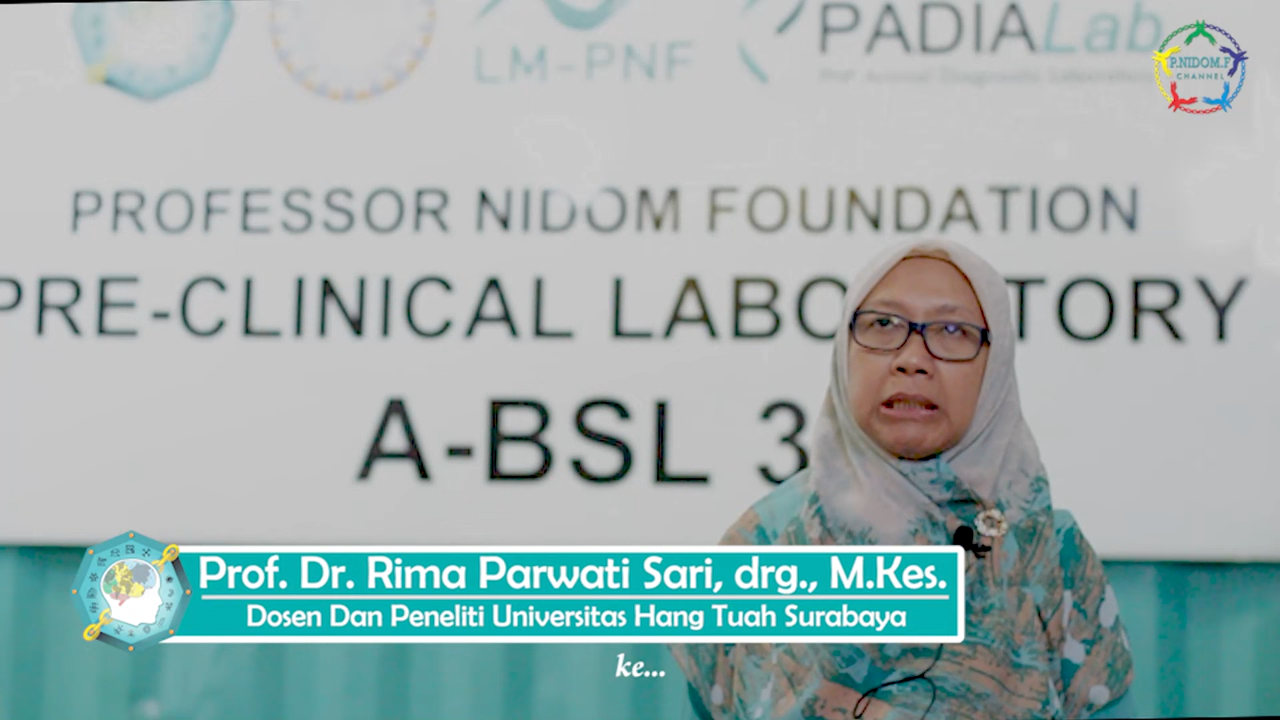 LM-PNF
PADIALab
P.NIDOM.F
CHANNEL
PROFESSOR NIDOM FOUNDATION
PRE-CLINICAL LABO TORY
A-BSL 3
Prof. Dr. Rima Parwati Sari, drg., M.Kes.
Dosen Dan Peneliti Universitas Hang Tuah Surabaya
ke...